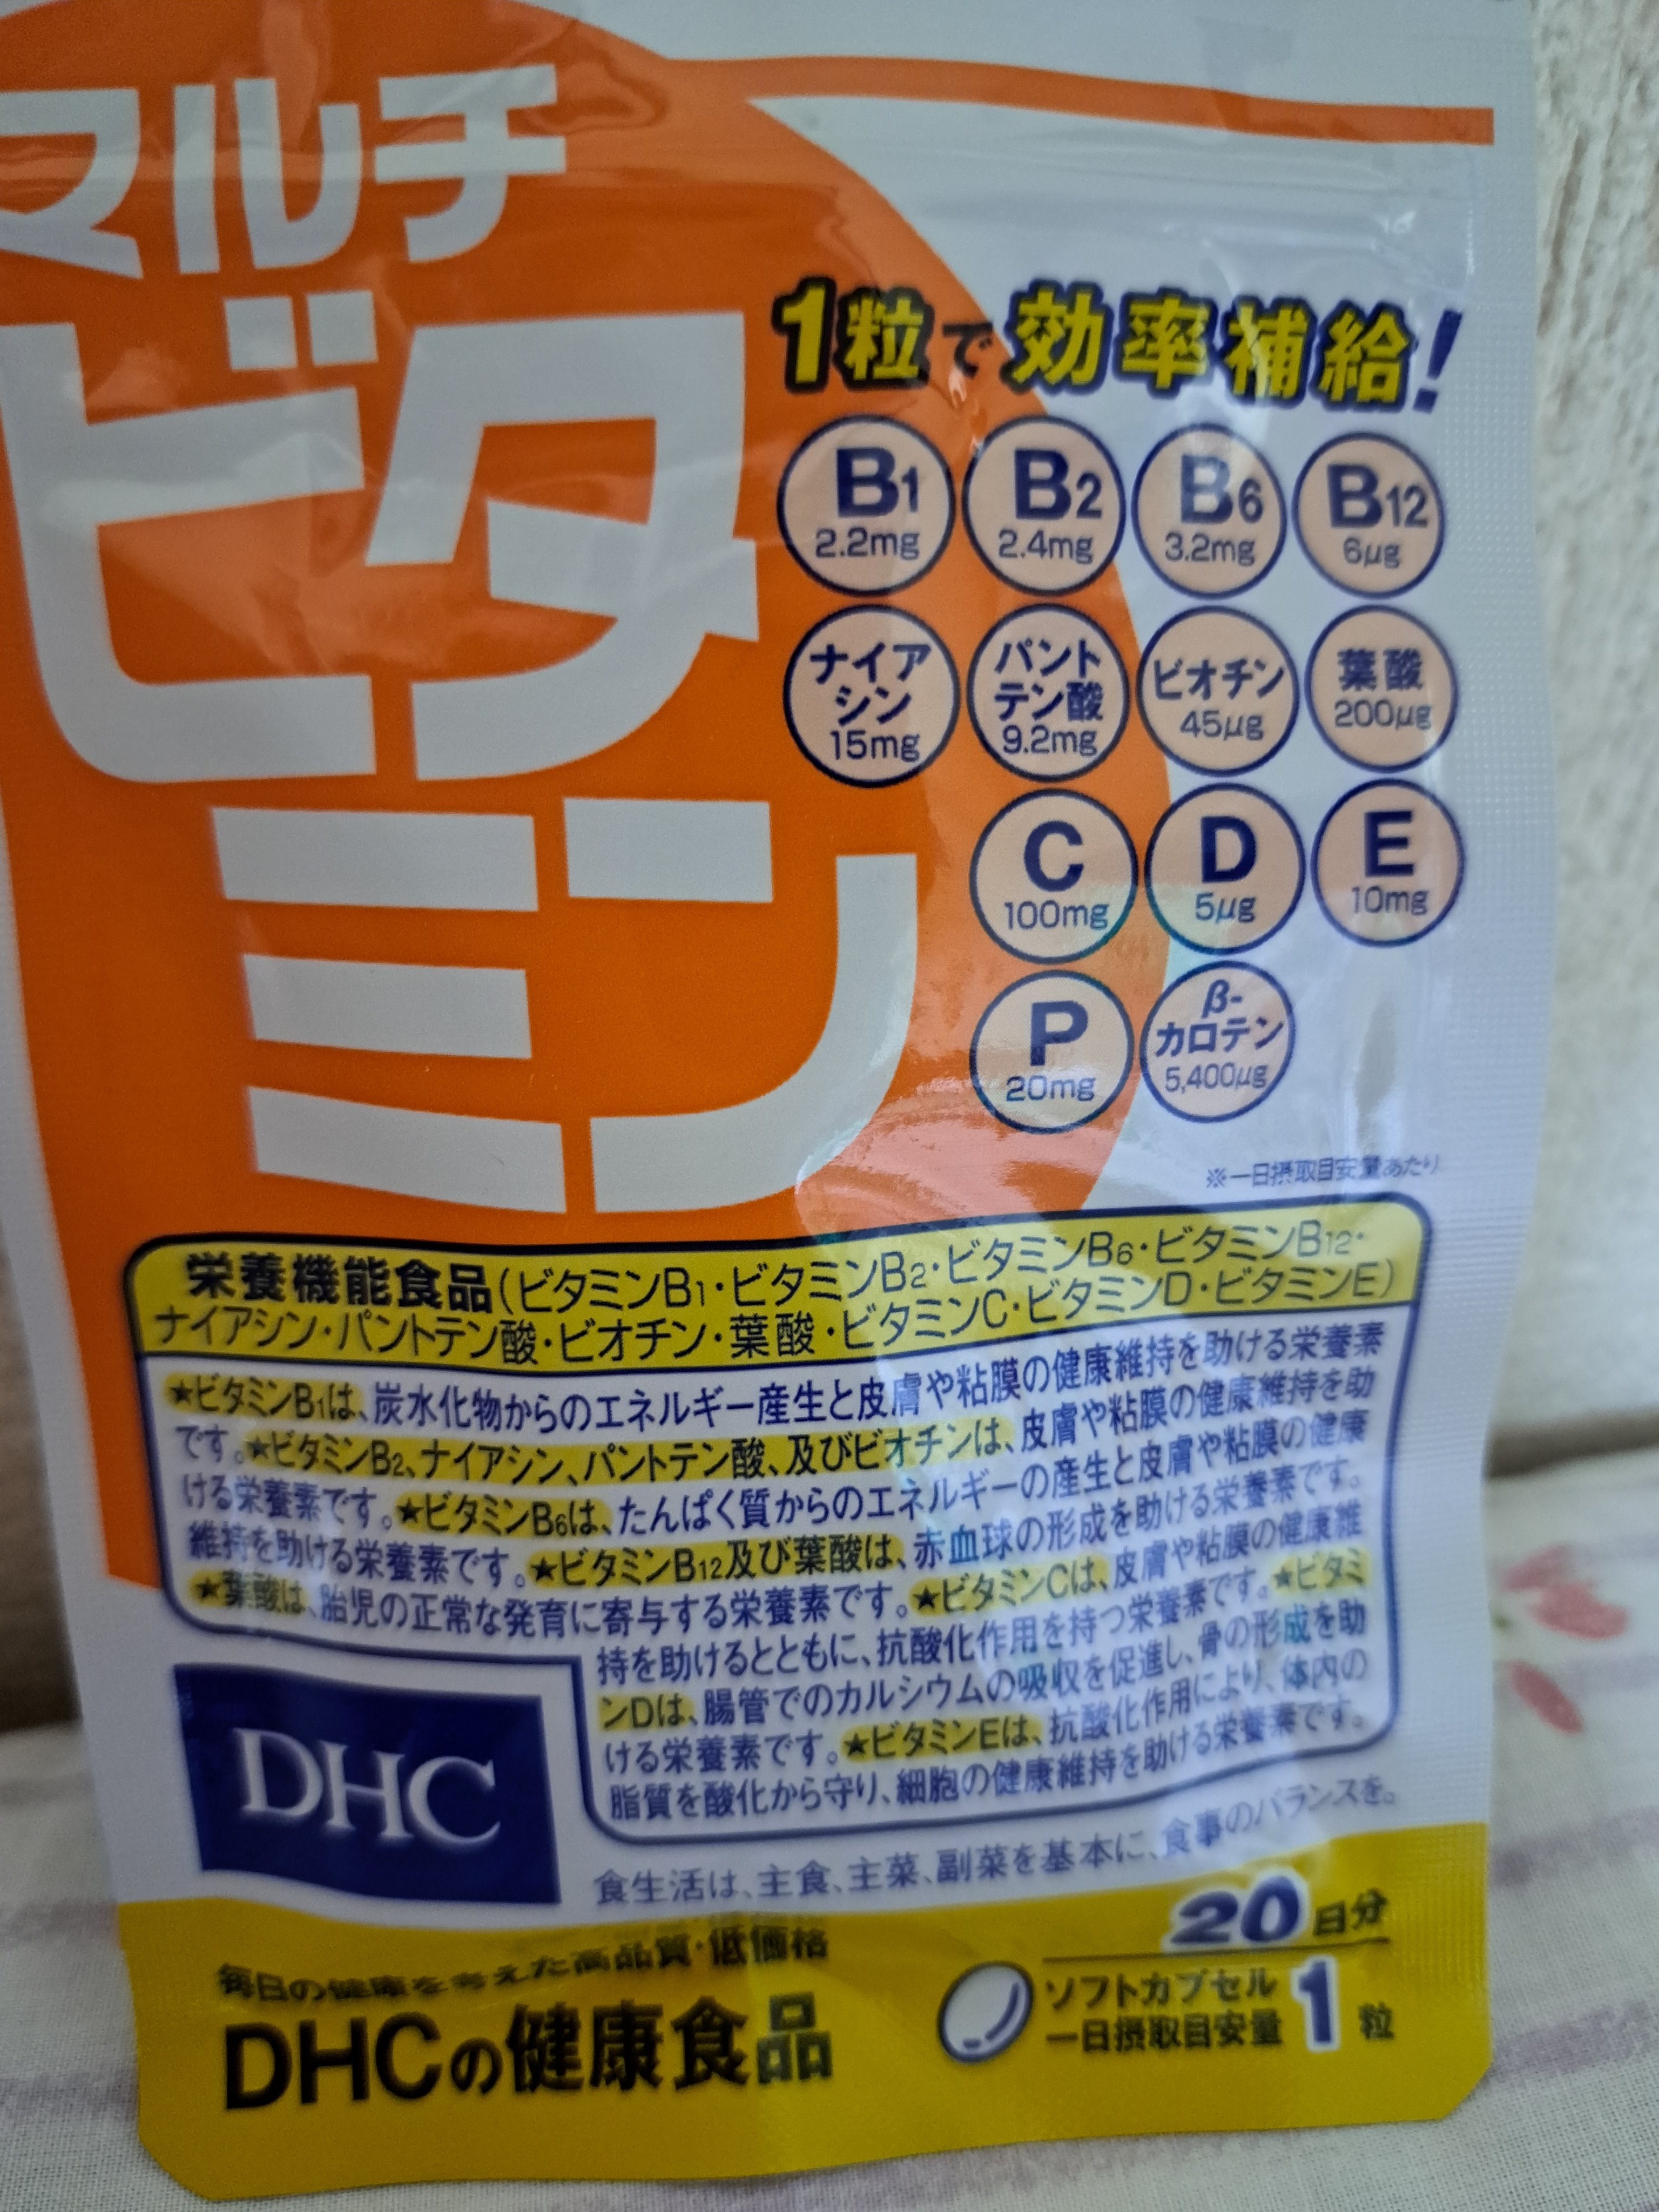 マルチ
ビタ
ミン
1粒で効率補給!
B1
2.2mg
B2
2.4mg
B6
3.2mg
B12
6μg
ナイア
シン
15mg
パント
テン酸
9.2mg
ビオチン
45μg
葉酸
200μg
C
100mg
D
5μg
E
10mg
P
20mg
β-
カロテン
5,400μg
※一日摂取目安量あたり
栄養機能食品(ビタミンB1・ビタミンB2・ビタミンB6・ビタミンB12・
ナイアシン・パントテン酸・ビオチン・葉酸・ビタミンC・ビタミンD・ビタミンE)
★ビタミンB1は、炭水化物からのエネルギー産生と皮膚や粘膜の健康維持を助ける栄養素
です。★ビタミンB2、ナイアシン、パントテン酸、及びビオチンは、皮膚や粘膜の健康維持を助
ける栄養素です。★ビタミンB6は、たんぱく質からのエネルギーの産生と皮膚や粘膜の健康
維持を助ける栄養素です。★ビタミンB12及び葉酸は、赤血球の形成を助ける栄養素です。
★葉酸は、胎児の正常な発育に寄与する栄養素です。★ビタミンCは、皮膚や粘膜の健康維
持を助けるとともに、抗酸化作用を持つ栄養素です。★ビタミ
ンDは、腸管でのカルシウムの吸収を促進し、骨の形成を助
ける栄養素です。★ビタミンEは、抗酸化作用により、体内の
脂質を酸化から守り、細胞の健康維持を助ける栄養素です。
DHC
食生活は、主食、主菜、副菜を基本に、食事のバランスを。
毎日の健康を考えた高品質・低価格
DHCの健康食品
20日分
ソフトカプセル
一日摂取目安量 1粒